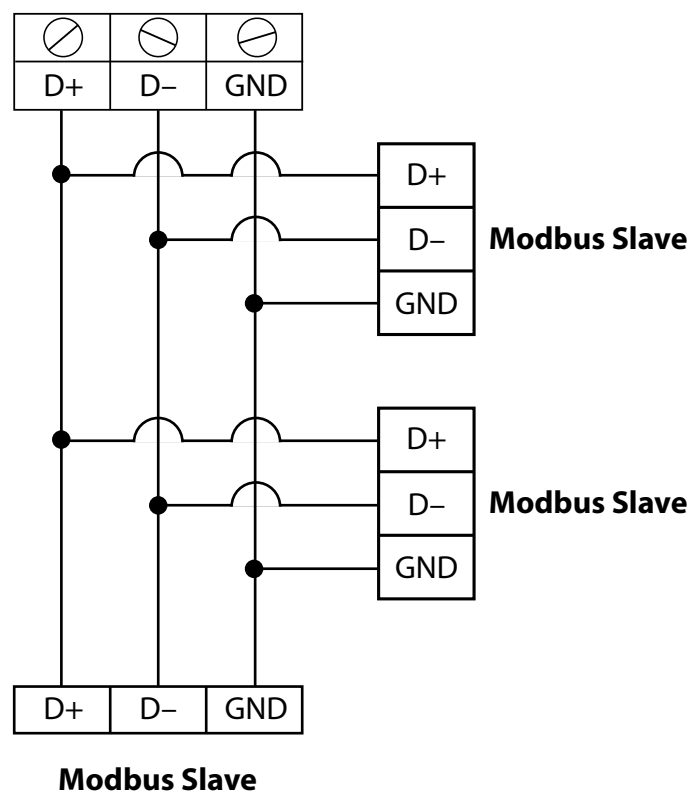 D+ D– GND
D+
D– Modbus Slave
GND
D+
D– Modbus Slave
GND
D+ D– GND
Modbus Slave